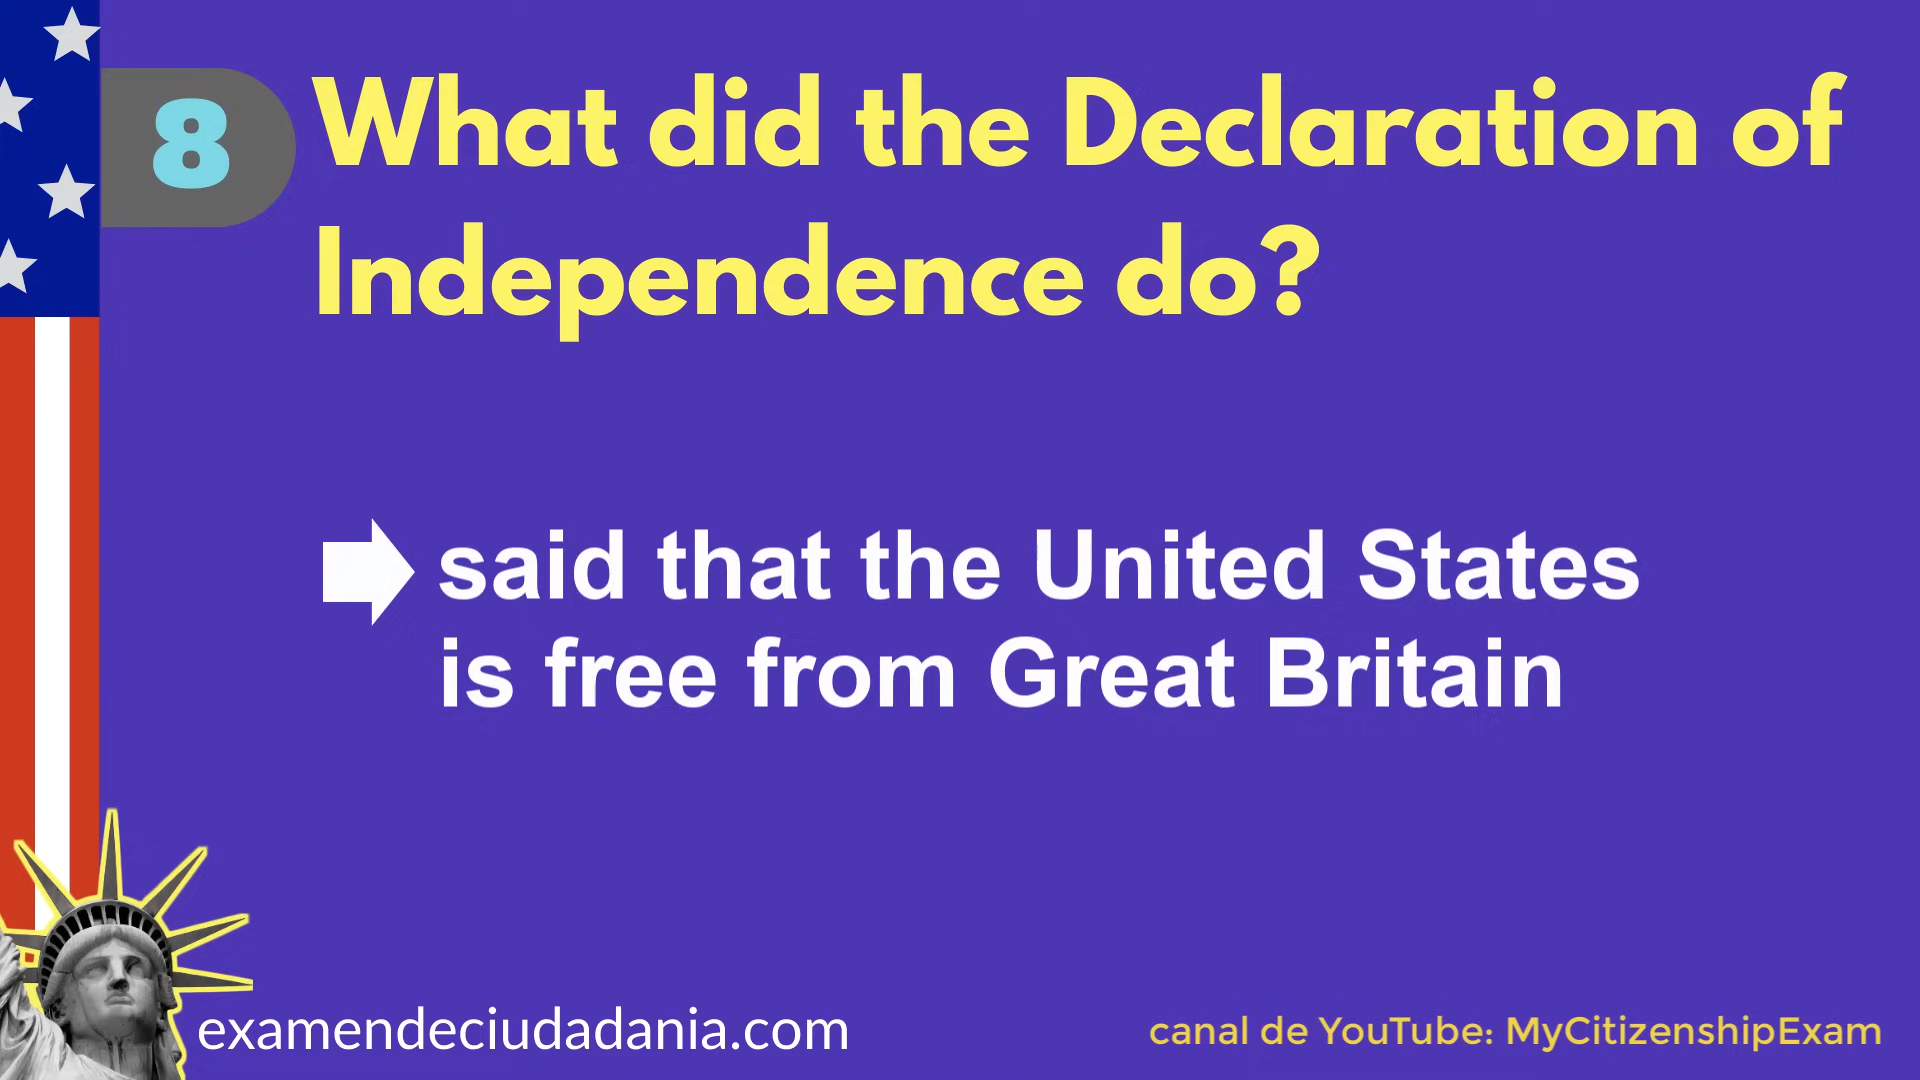 8
What did the Declaration of
Independence do?
said that the United States
is free from Great Britain
examendeciudadania.com
canal de YouTube: MyCitizenshipExam